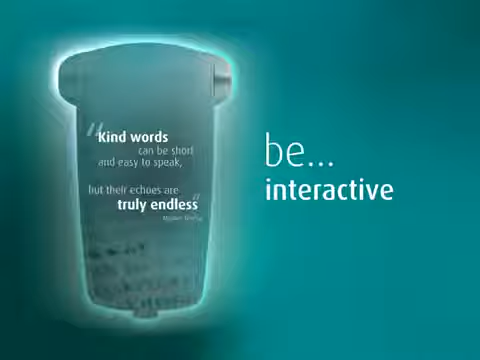 "Kind words
can be short
and easy to speak,
but their echoes are
truly endless"
be...
interactive